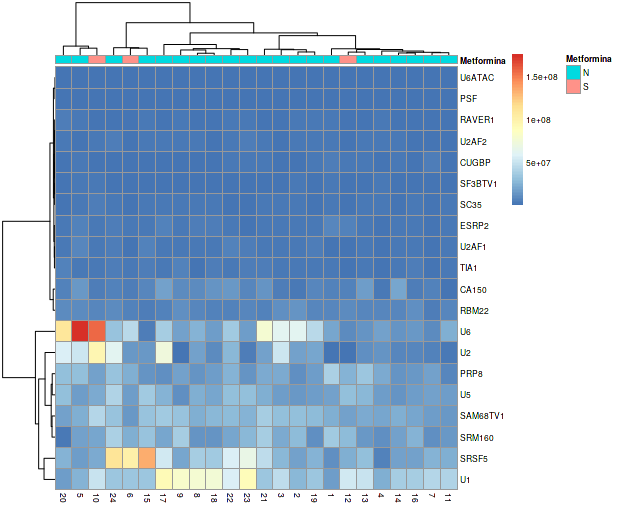 Metformina
U6ATAC
PSF
RAVER1
U2AF2
CUGBP
SF3BTV1
SC35
ESRP2
U2AF1
TIA1
CA150
RBM22
U6
U2
PRP8
U5
SAM68TV1
SRM160
SRSF5
U1
20 5 10 24 6 15 17 9 8 18 22 23 21 3 2 19 1 12 13 4 14 16 7 11
1.5e+08
1e+08
5e+07
Metformina
N
S